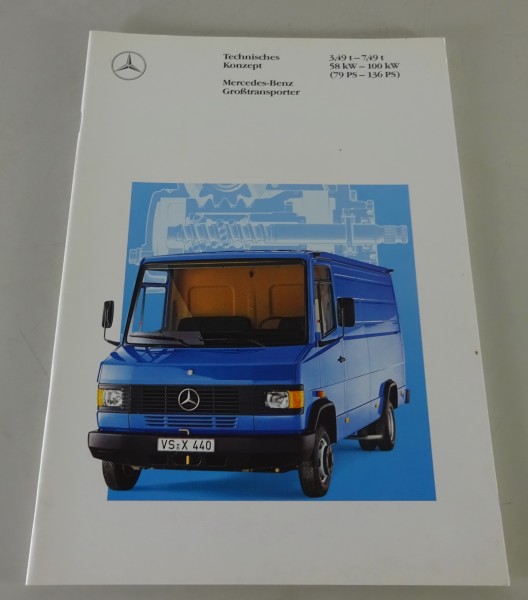 Technisches
Konzept
Mercedes-Benz
Großtransporter
3,49 t – 7,49 t
58 kW – 100 kW
(79 PS – 136 PS)
VS:X 440